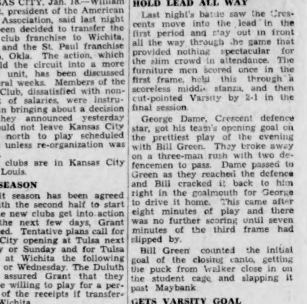 SAS CITY, Jan. 18.—William
, president of the American
Association, said last night
been decided to transfer the
club franchise to Wichita,
and the St. Paul franchise
, Okla. The action, which
ld the circuit into a more
unit, has been discussed
ral weeks. Members of the
Club, dissatisfied with non-
of salaries, were instru-
n bringing about a decision
they announced yesterday
uld not leave Kansas City
north to play scheduled
unless re-organization was
clubs are in Kansas City
Louis.
SEASON
it season has agreed
th the second half to start
e new clubs get into action
the next few days, Grant
ed. Tentative plans call for
City opening at Tulsa next
y or Sunday and for Tulsa
at Wichita the following
or Wednesday. The Duluth
assured Grant that they
e willing to play for a per-
of the receipts if transfer-
Wichita.
HOLD LEAD ALL WAY
Last night's battle saw the Cres-
cents move into the lead in the
first period and stay out in front
all the way through the game that
provided nothing spectacular for
the slim crowd in attendance. The
furniture men scored once in the
first frame, held this through a
scoreless middle stanza, and then
out-pointed Varsity by 2-1 in the
final session.
George Dame, Crescent defence
star, got his team's opening goal on
the prettiest play of the evening
with Bill Green. They broke away
on a three-man rush with two de-
fencemen to pass. Dame passed to
Green as they reached the defence
and Bill cracked it back to him
right in the goalmouth for George
to drive it home. This came after
eight minutes of play and there
was no further scoring until seven
minutes of the third frame had
slipped by.
Bill Green counted the initial
goal of the closing canto, getting
the puck from Walker close in on
the student cage and slapping it
past Maybank
GETS VARSITY GOAL